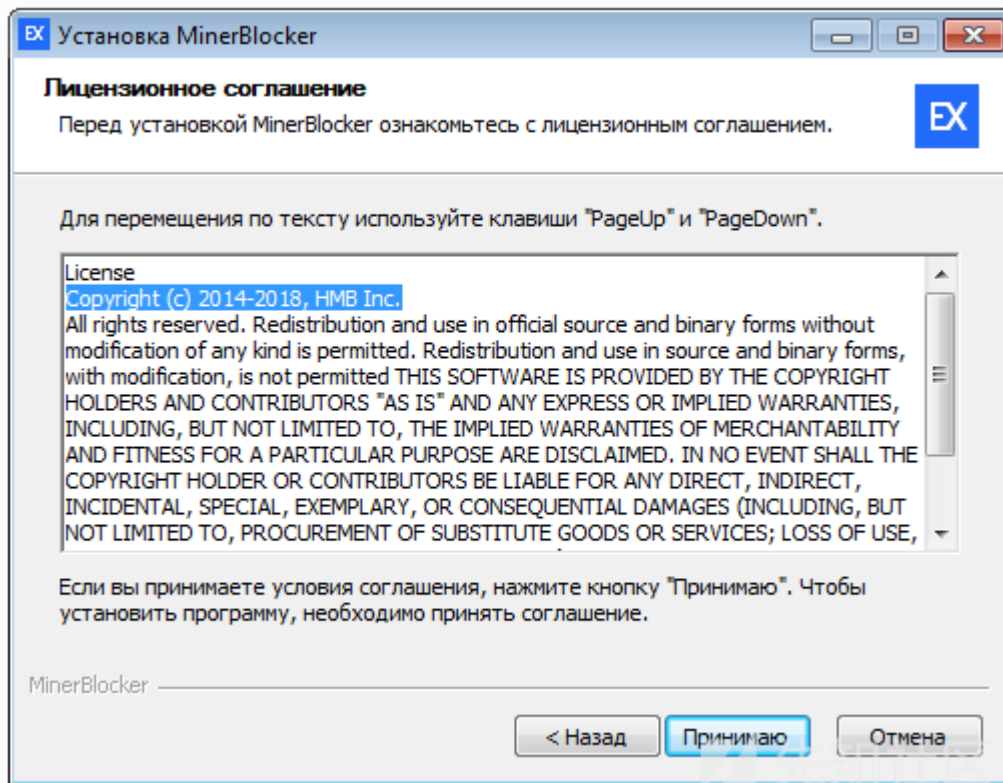 EX Установка MinerBlocker
Лицензионное соглашение
Перед установкой MinerBlocker ознакомьтесь с лицензионным соглашением.
EX
Для перемещения по тексту используйте клавиши "PageUp" и "PageDown".
License
Copyright (c) 2014-2018, HMB Inc.
All rights reserved. Redistribution and use in official source and binary forms without
modification of any kind is permitted. Redistribution and use in source and binary forms,
with modification, is not permitted THIS SOFTWARE IS PROVIDED BY THE COPYRIGHT
HOLDERS AND CONTRIBUTORS "AS IS" AND ANY EXPRESS OR IMPLIED WARRANTIES,
INCLUDING, BUT NOT LIMITED TO, THE IMPLIED WARRANTIES OF MERCHANTABILITY
AND FITNESS FOR A PARTICULAR PURPOSE ARE DISCLAIMED. IN NO EVENT SHALL THE
COPYRIGHT HOLDER OR CONTRIBUTORS BE LIABLE FOR ANY DIRECT, INDIRECT,
INCIDENTAL, SPECIAL, EXEMPLARY, OR CONSEQUENTIAL DAMAGES (INCLUDING, BUT
NOT LIMITED TO, PROCUREMENT OF SUBSTITUTE GOODS OR SERVICES; LOSS OF USE,
Если вы принимаете условия соглашения, нажмите кнопку "Принимаю". Чтобы
установить программу, необходимо принять соглашение.
MinerBlocker
< Назад Принимаю Отмена